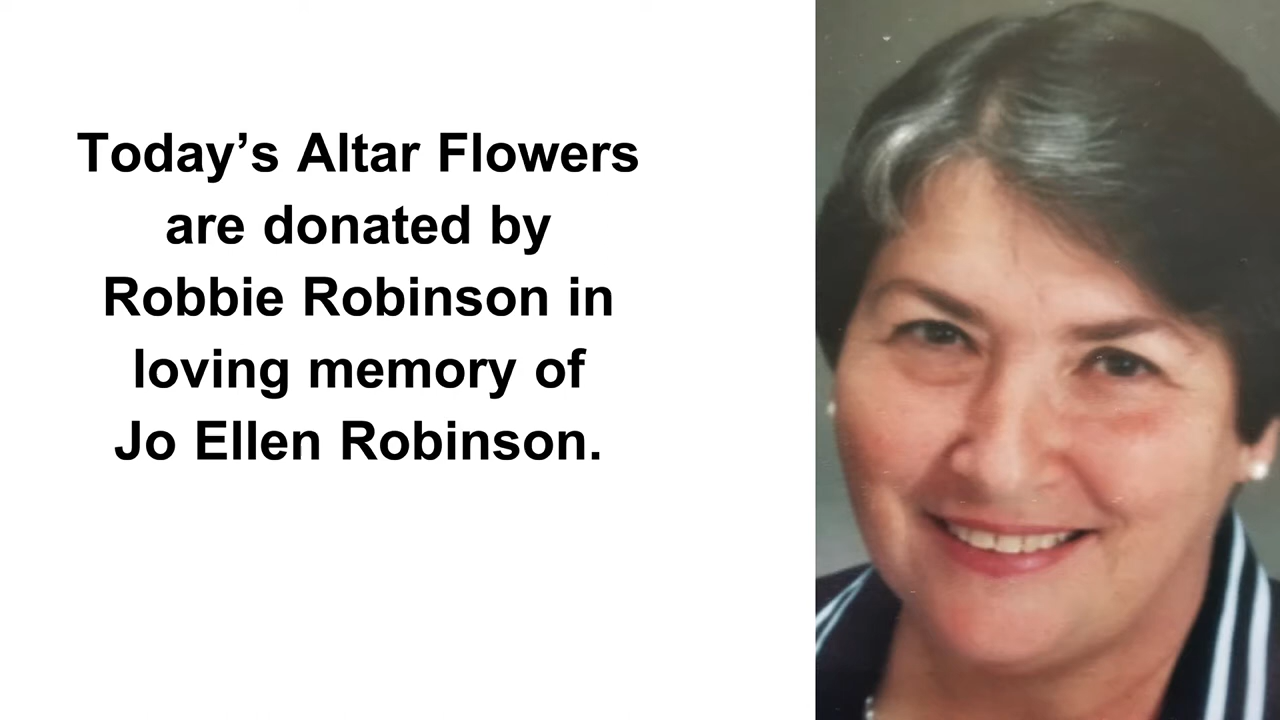 Today’s Altar Flowers
are donated by
Robbie Robinson in
loving memory of
Jo Ellen Robinson.